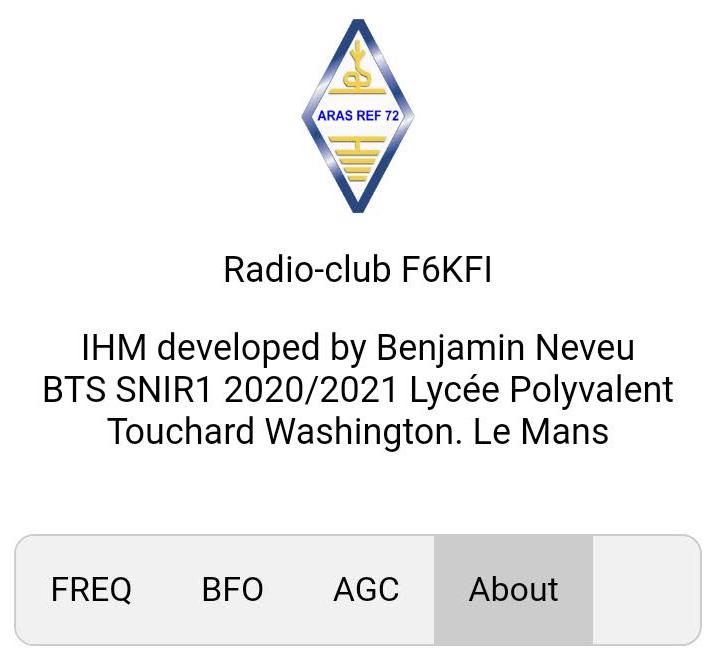 ARAS REF 72
Radio-club F6KFI
IHM developed by Benjamin Neveu
BTS SNIR1 2020/2021 Lycée Polyvalent
Touchard Washington. Le Mans
FREQ BFO AGC About